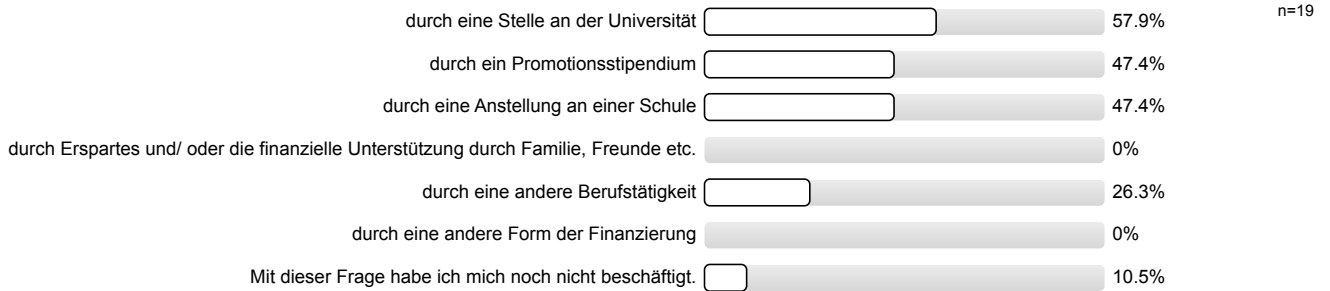 durch eine Stelle an der Universität 57.9% n=19
durch ein Promotionsstipendium 47.4%
durch eine Anstellung an einer Schule 47.4%
durch Erspartes und/ oder die finanzielle Unterstützung durch Familie, Freunde etc. 0%
durch eine andere Berufstätigkeit 26.3%
durch eine andere Form der Finanzierung 0%
Mit dieser Frage habe ich mich noch nicht beschäftigt. 10.5%